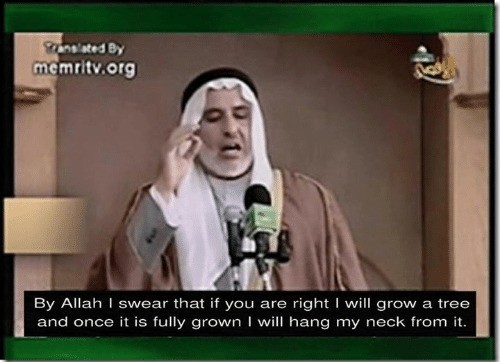 Translated By
memritv.org
By Allah I swear that if you are right I will grow a tree
and once it is fully grown I will hang my neck from it.